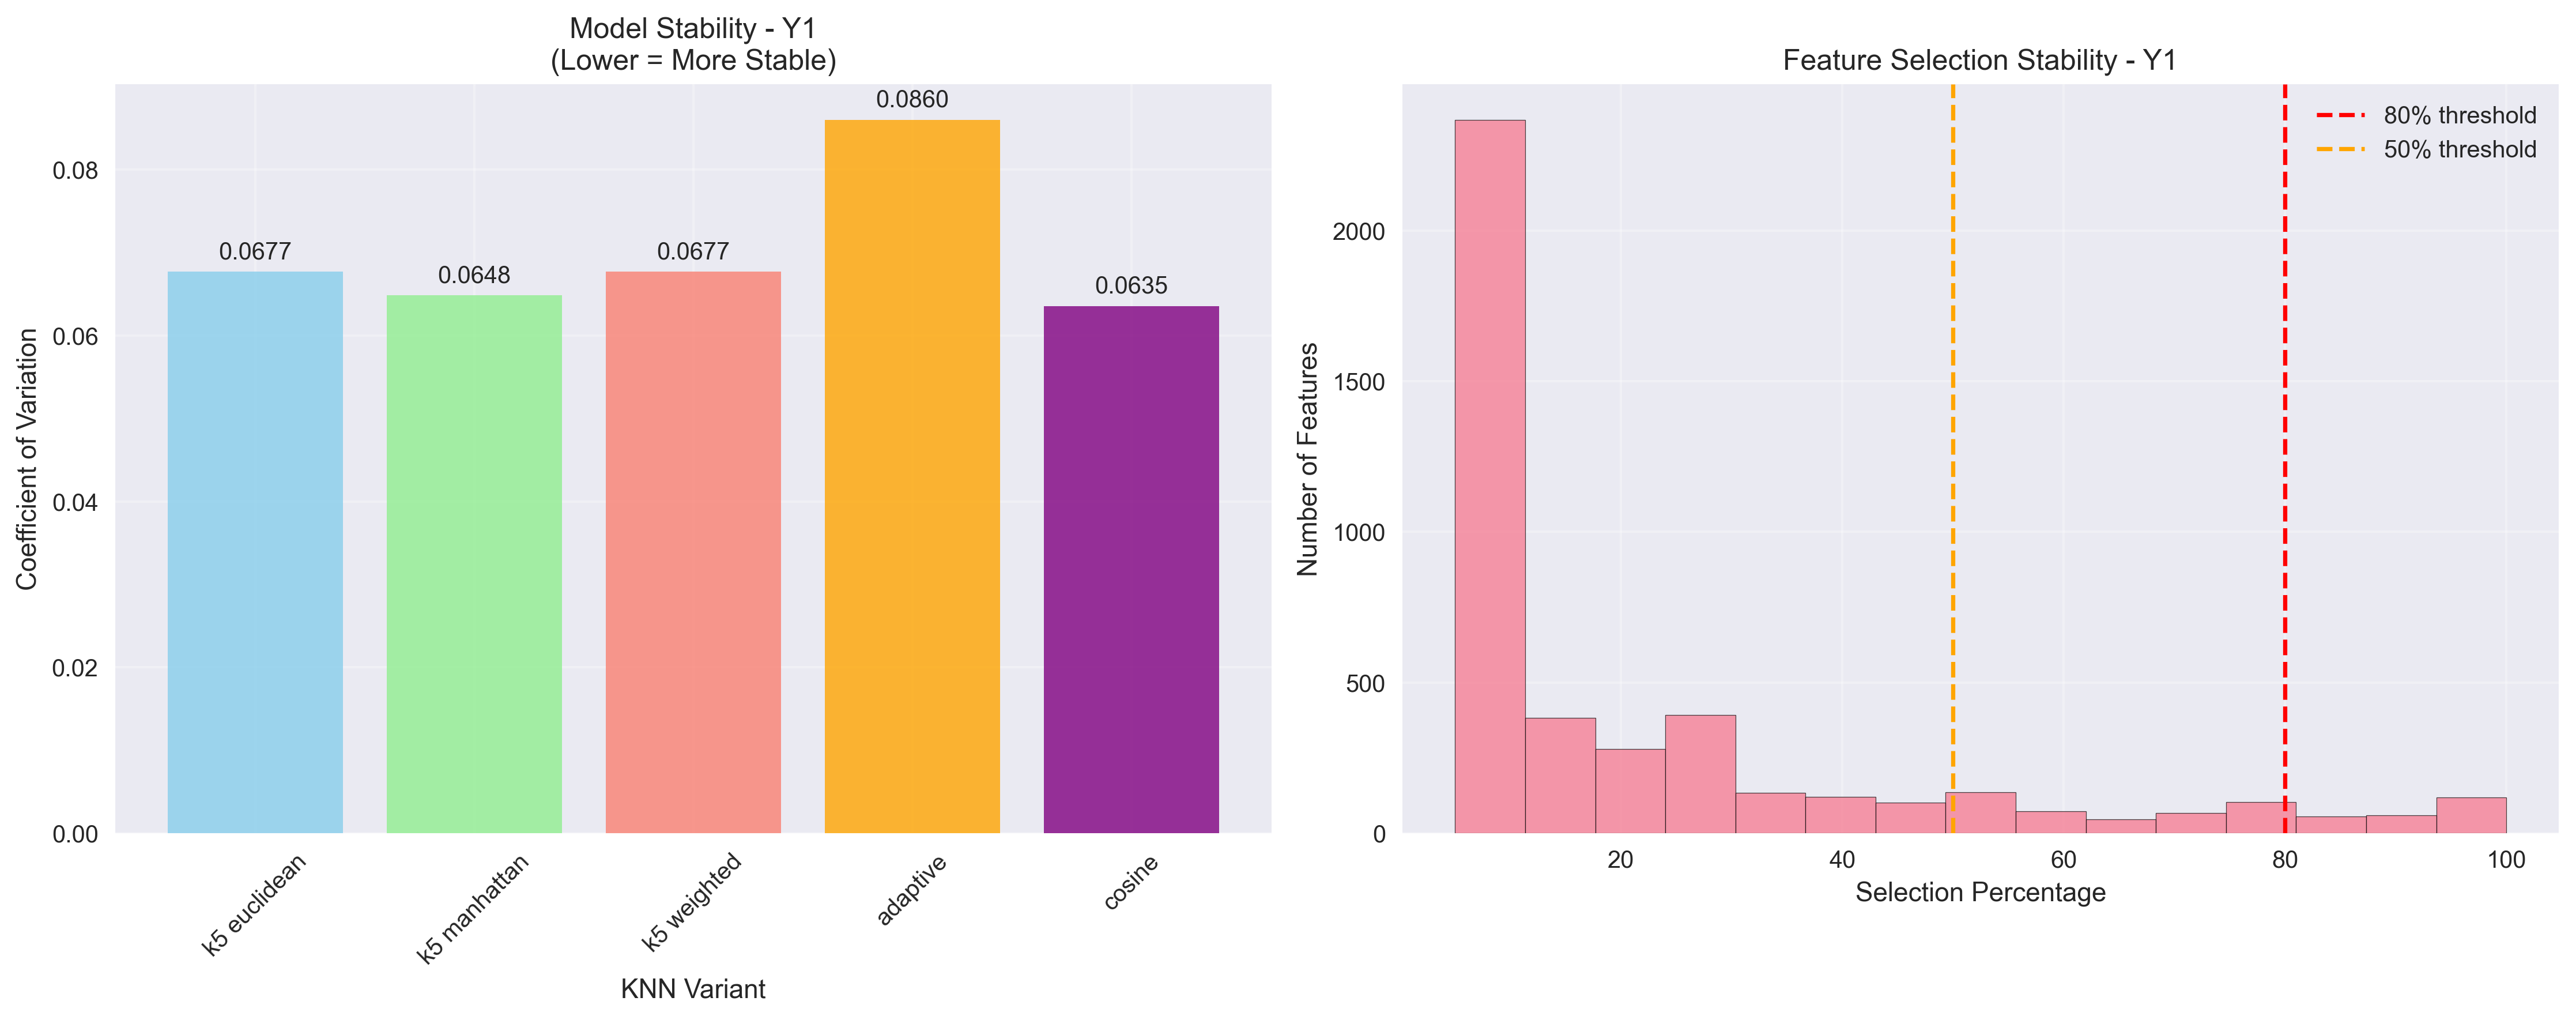 Model Stability - Y1
(Lower = More Stable)
Coefficient of Variation
0.08
0.06
0.04
0.02
0.00
0.0677
0.0648
0.0677
0.0860
0.0635
k5 euclidean
k5 manhattan
k5 weighted
adaptive
cosine
KNN Variant
Feature Selection Stability - Y1
80% threshold
50% threshold
Number of Features
2000
1500
1000
500
0
20
40
60
80
100
Selection Percentage